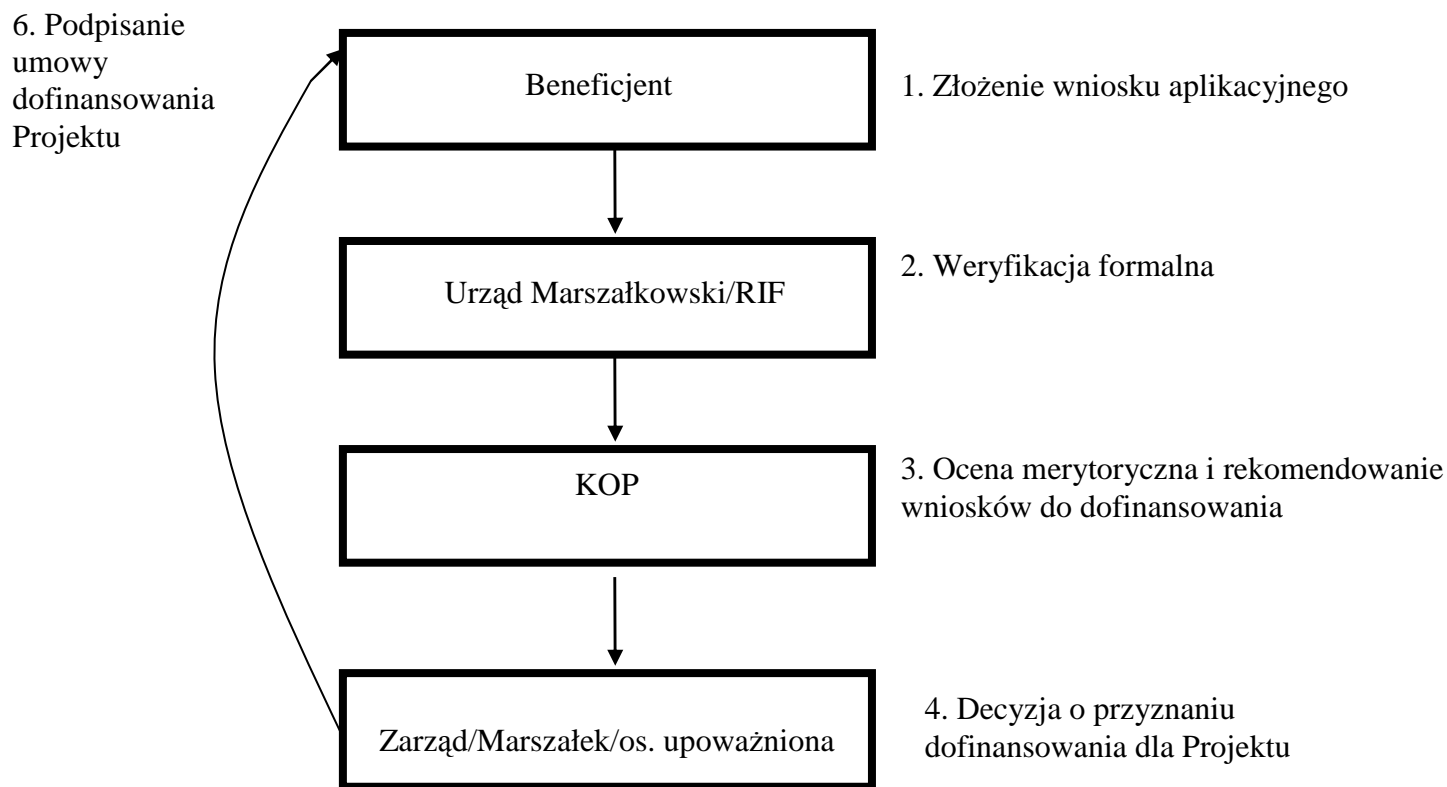 6. Podpisanie
umowy
dofinansowania
Projektu
Beneficjent
1. Złożenie wniosku aplikacyjnego
Urząd Marszałkowski/RIF
2. Weryfikacja formalna
KOP
3. Ocena merytoryczna i rekomendowanie
wniosków do dofinansowania
Zarząd/Marszałek/os. upoważniona
4. Decyzja o przyznaniu
dofinansowania dla Projektu